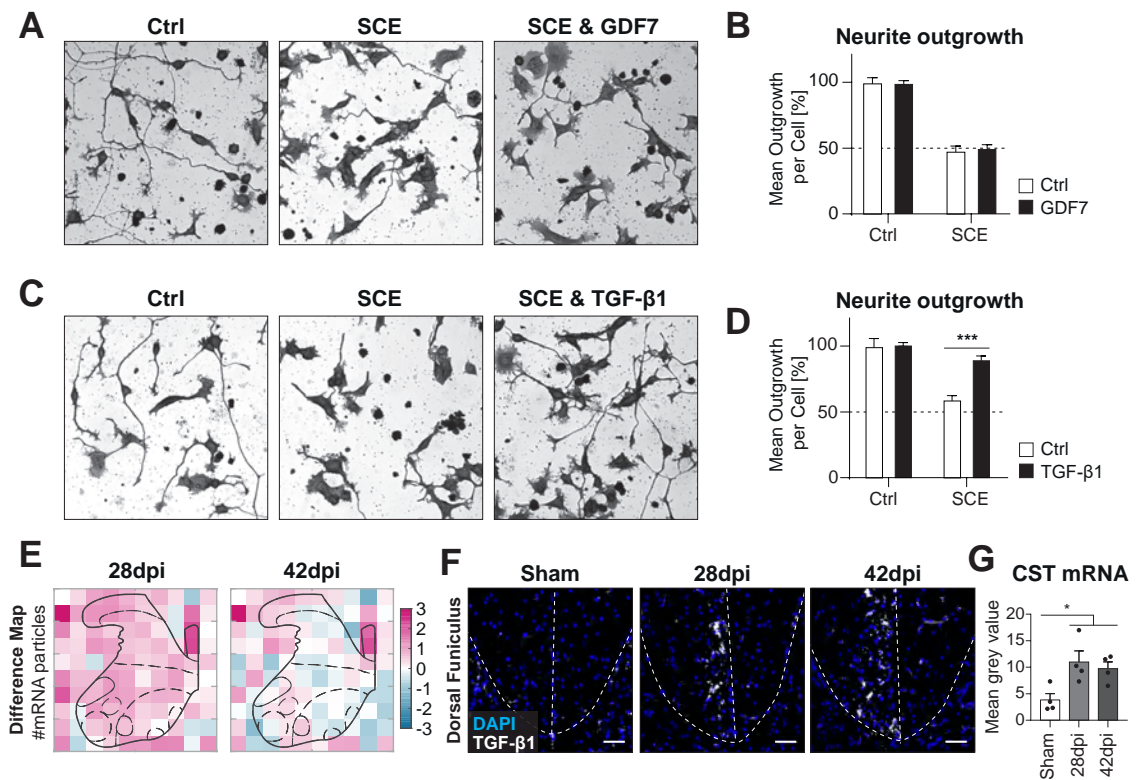 A
Ctrl
SCE
SCE & GDF7
B
Neurite outgrowth
Mean Outgrowth
per Cell [%]
100
50
0
Ctrl
SCE
Ctrl
GDF7
C
Ctrl
SCE
SCE & TGF-β1
D
Neurite outgrowth
Mean Outgrowth
per Cell [%]
100
50
0
***
Ctrl
SCE
Ctrl
TGF-β1
E
28dpi
42dpi
Difference Map
#mRNA particles
3
2
1
0
-1
-2
-3
F
Sham
28dpi
42dpi
Dorsal Funiculus
DAPI
TGF-β1
G
CST mRNA
Mean grey value
20
15
10
5
0
*
Sham
28dpi
42dpi